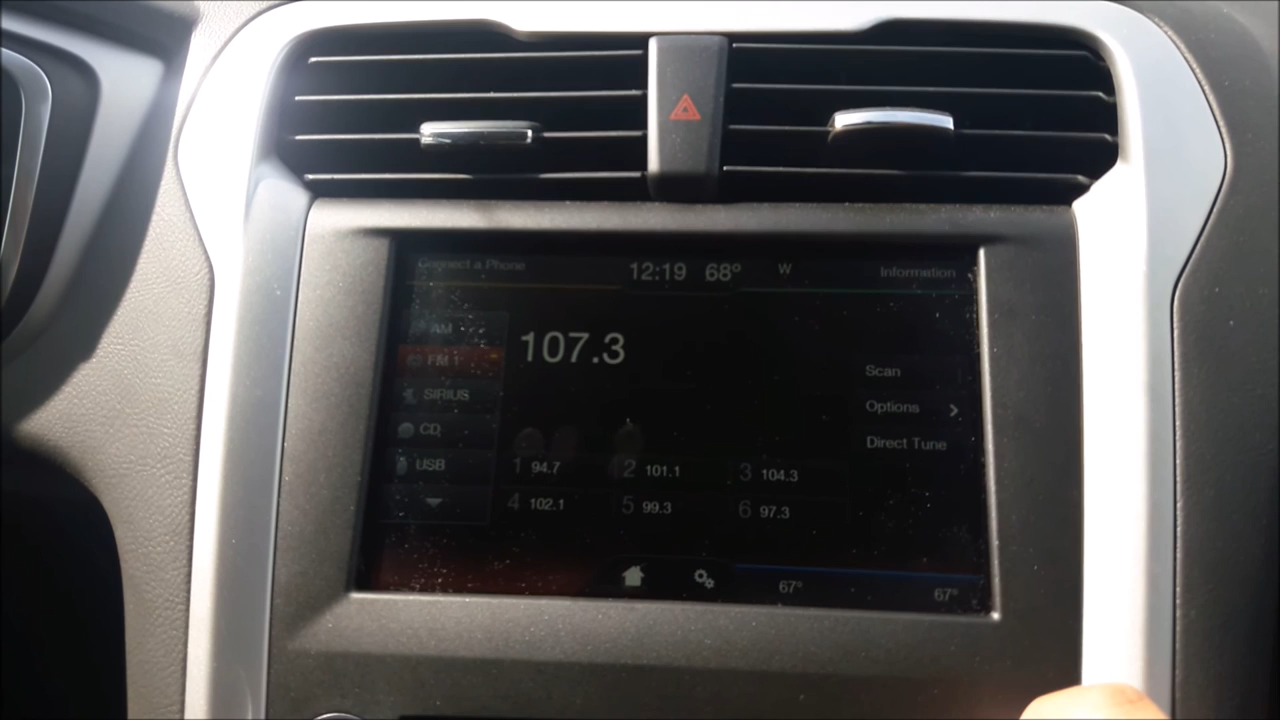 Connect a Phone 12:19 68° W Information
AM
107.3
FM 1
Scan
SIRIUS
Options
CD
Direct Tune
USB
1 94.7 2 101.1 3 104.3
4 102.1 5 99.3 6 97.3
67° 67°